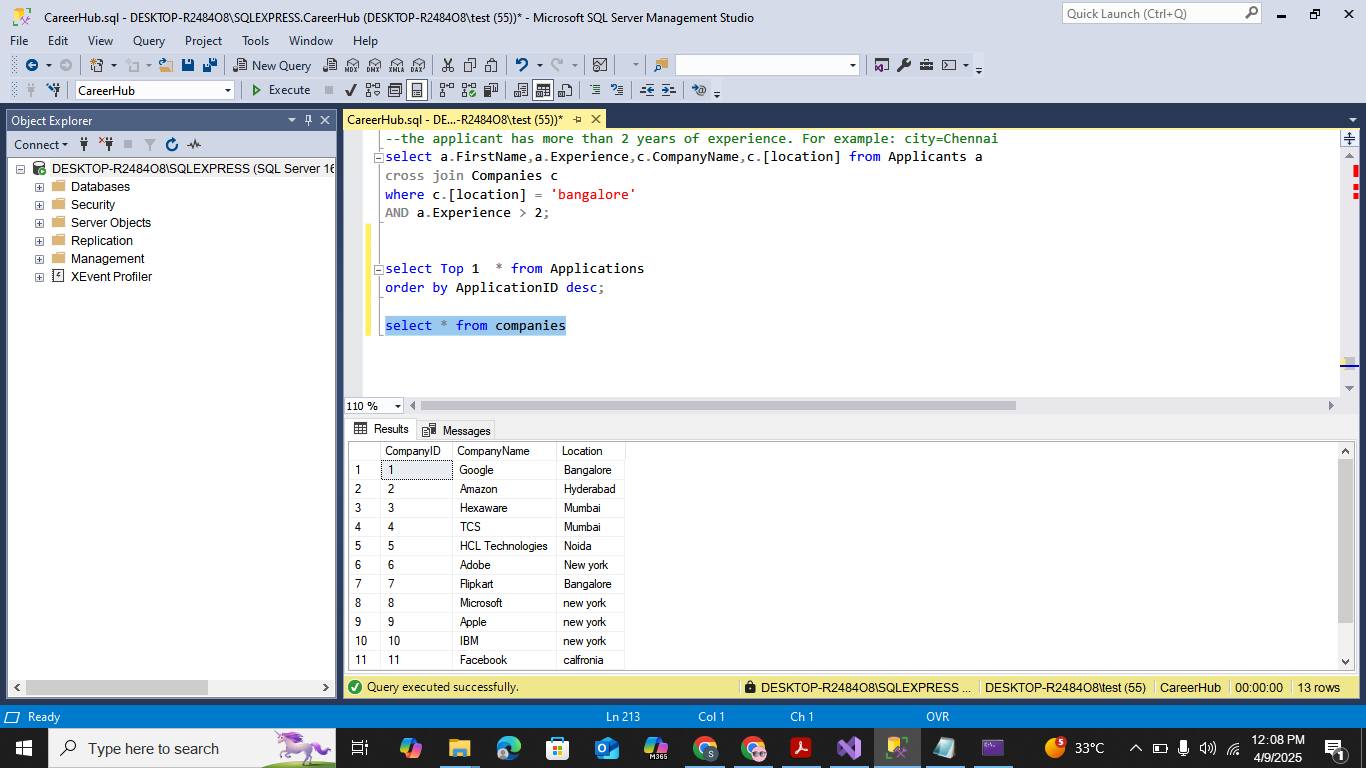 CareerHub.sql - DESKTOP-R2484O8\SQLEXPRESS.CareerHub (DESKTOP-R2484O8\test (55))* - Microsoft SQL Server Management Studio
Quick Launch (Ctrl+Q)
File Edit View Query Project Tools Window Help
New Query
MDX DMX XMLA DAX
CareerHub
Execute
Object Explorer
CareerHub.sql - DE...-R2484O8\test (55))*
Connect
DESKTOP-R2484O8\SQLEXPRESS (SQL Server 16
Databases
Security
Server Objects
Replication
Management
XEvent Profiler
--the applicant has more than 2 years of experience. For example: city=Chennai
select a.FirstName,a.Experience,c.CompanyName,c.[location] from Applicants a
cross join Companies c
where c.[location] = 'bangalore'
AND a.Experience > 2;
select Top 1  * from Applications
order by ApplicationID desc;
select * from companies
110 %
Results Messages
CompanyID CompanyName Location
1 1 Google Bangalore
2 2 Amazon Hyderabad
3 3 Hexaware Mumbai
4 4 TCS Mumbai
5 5 HCL Technologies Noida
6 6 Adobe New york
7 7 Flipkart Bangalore
8 8 Microsoft new york
9 9 Apple new york
10 10 IBM new york
11 11 Facebook calfronia
Query executed successfully.
DESKTOP-R2484O8\SQLEXPRESS ... DESKTOP-R2484O8\test (55) CareerHub 00:00:00 13 rows
Ready Ln 213 Col 1 Ch 1 OVR
Type here to search
M365
S
33°C
12:08 PM
4/9/2025
1